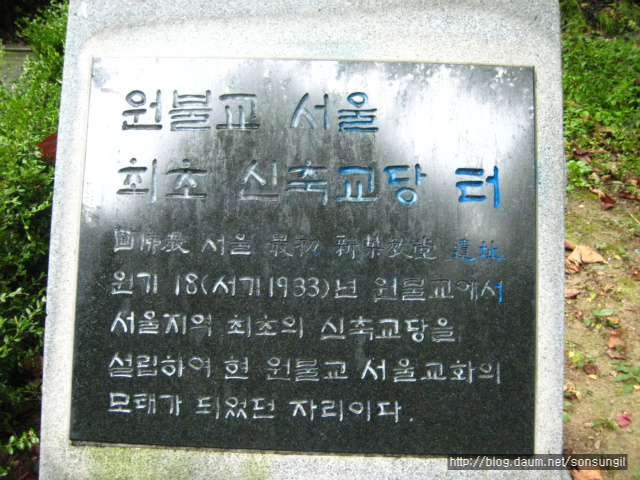 원불교 서울
최초 신축교당 터
圓佛敎 서울 最初 新築敎堂 遺址
원기 18(서기1933)년 원불교에서
서울지역 최초의 신축교당을
설립하여 현 원불교 서울교화의
모태가 되었던 자리이다.
http://blog.daum.net/sonsungil